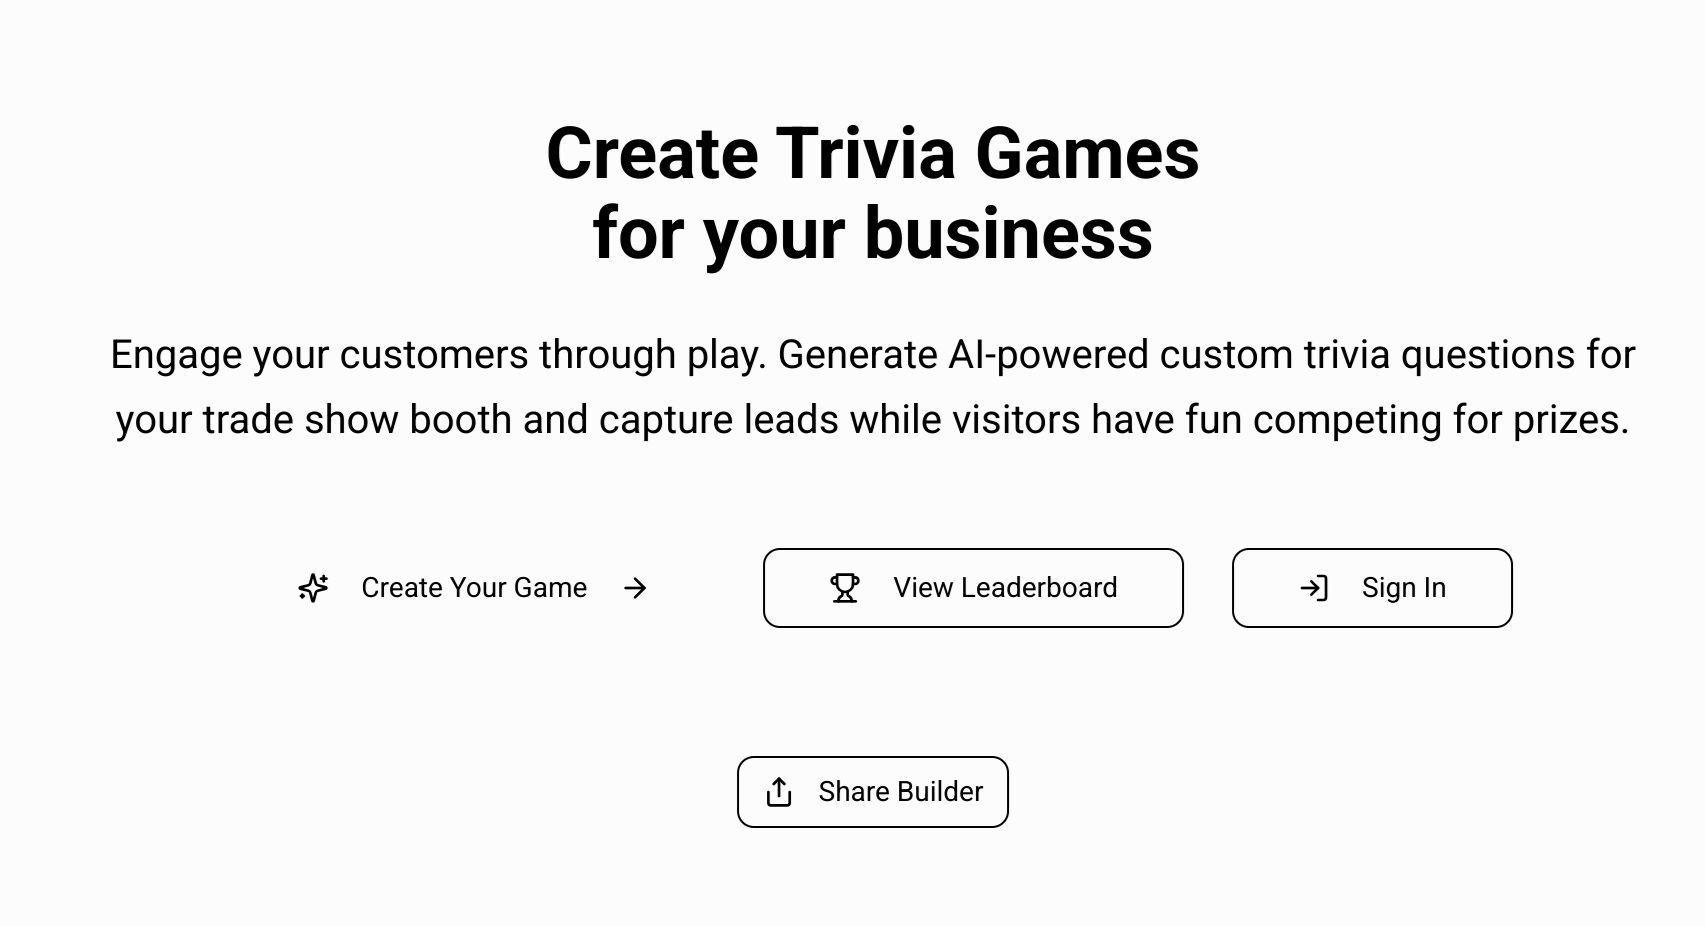 Create Trivia Games
for your business
Engage your customers through play. Generate AI-powered custom trivia questions for
your trade show booth and capture leads while visitors have fun competing for prizes.
Create Your Game
View Leaderboard
Sign In
Share Builder